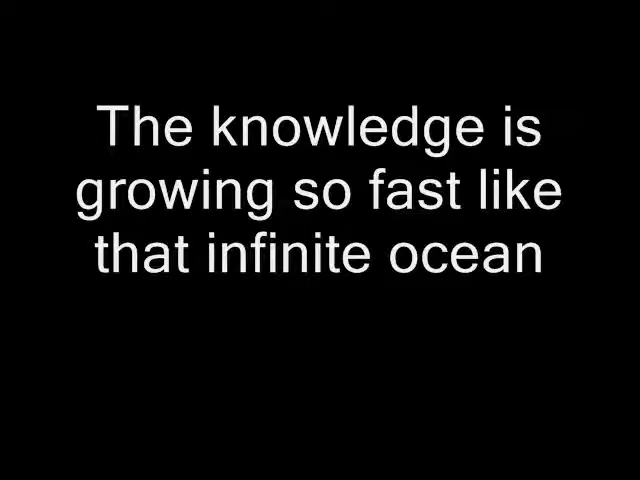 The knowledge is
growing so fast like
that infinite ocean